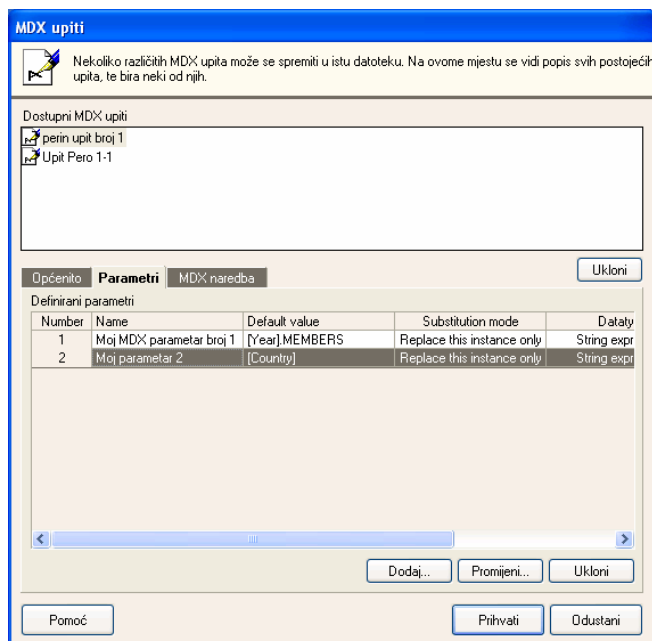 MDX upiti
Nekoliko različitih MDX upita može se spremiti u istu datoteku. Na ovome mjestu se vidi popis svih postojećih
upita, te bira neki od njih.
Dostupni MDX upiti
perin upit broj 1
Upit Pero 1-1
Ukloni
Općenito Parametri MDX naredba
Definirani parametri
Number Name Default value Substitution mode Dataty
1 Moj MDX parametar broj 1 [Year].MEMBERS Replace this instance only String expr
2 Moj parametar 2 [Country] Replace this instance only String expr
Dodaj... Promijeni... Ukloni
Pomoć Prihvati Odustani